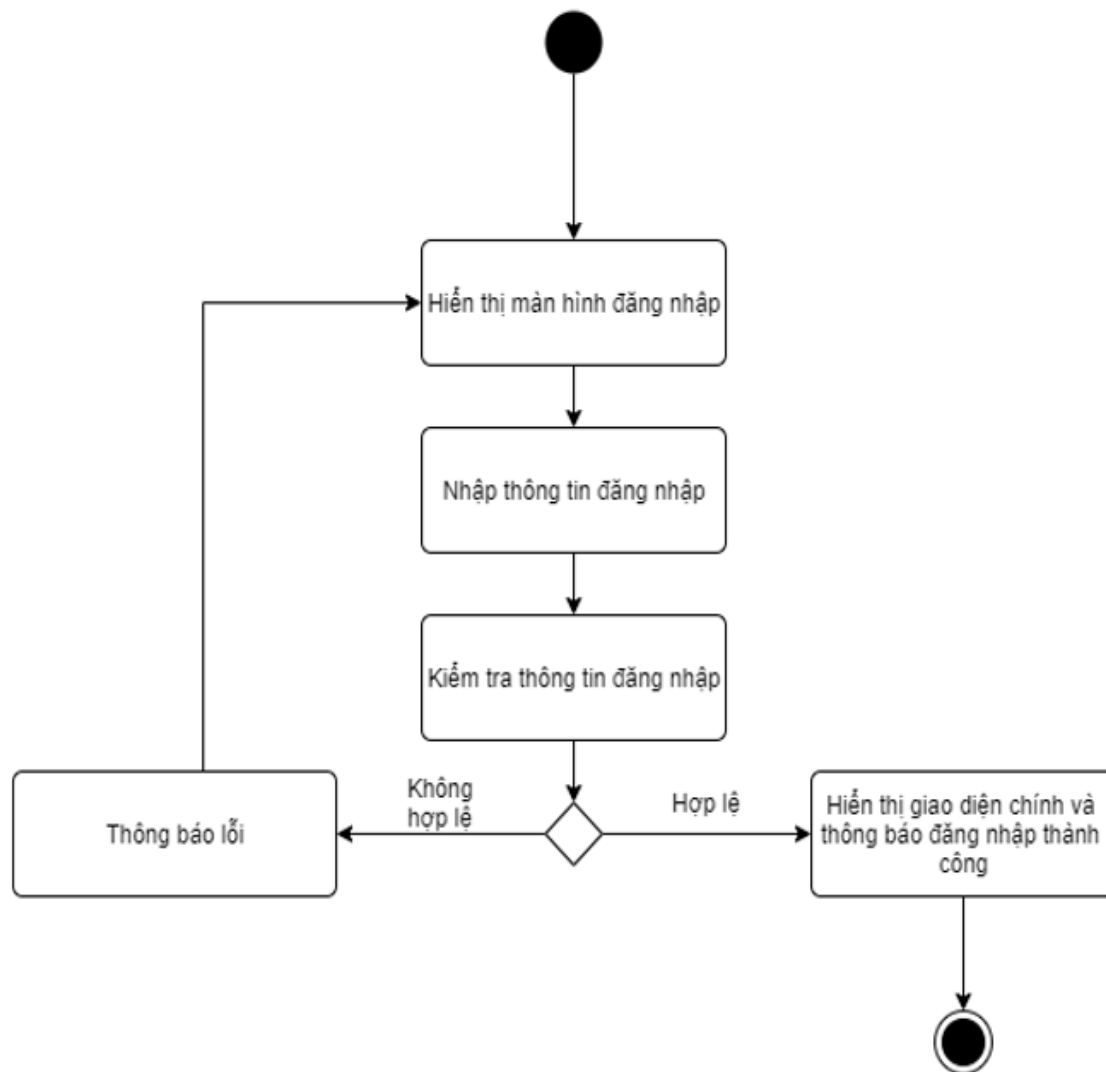 Hiển thị màn hình đăng nhập
Nhập thông tin đăng nhập
Kiểm tra thông tin đăng nhập
Không
hợp lệ
Hợp lệ
Thông báo lỗi
Hiển thị giao diện chính và
thông báo đăng nhập thành
công